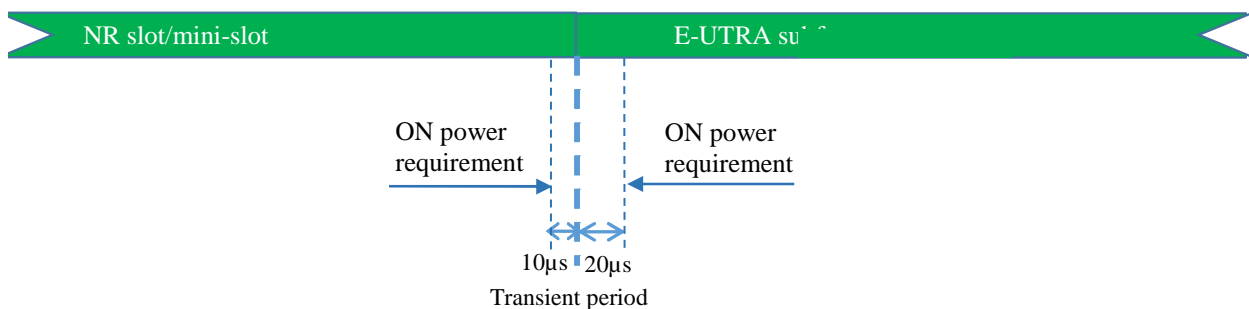 NR slot/mini-slot
E-UTRA
ON power
requirement
ON power
requirement
10µs
20µs
Transient period